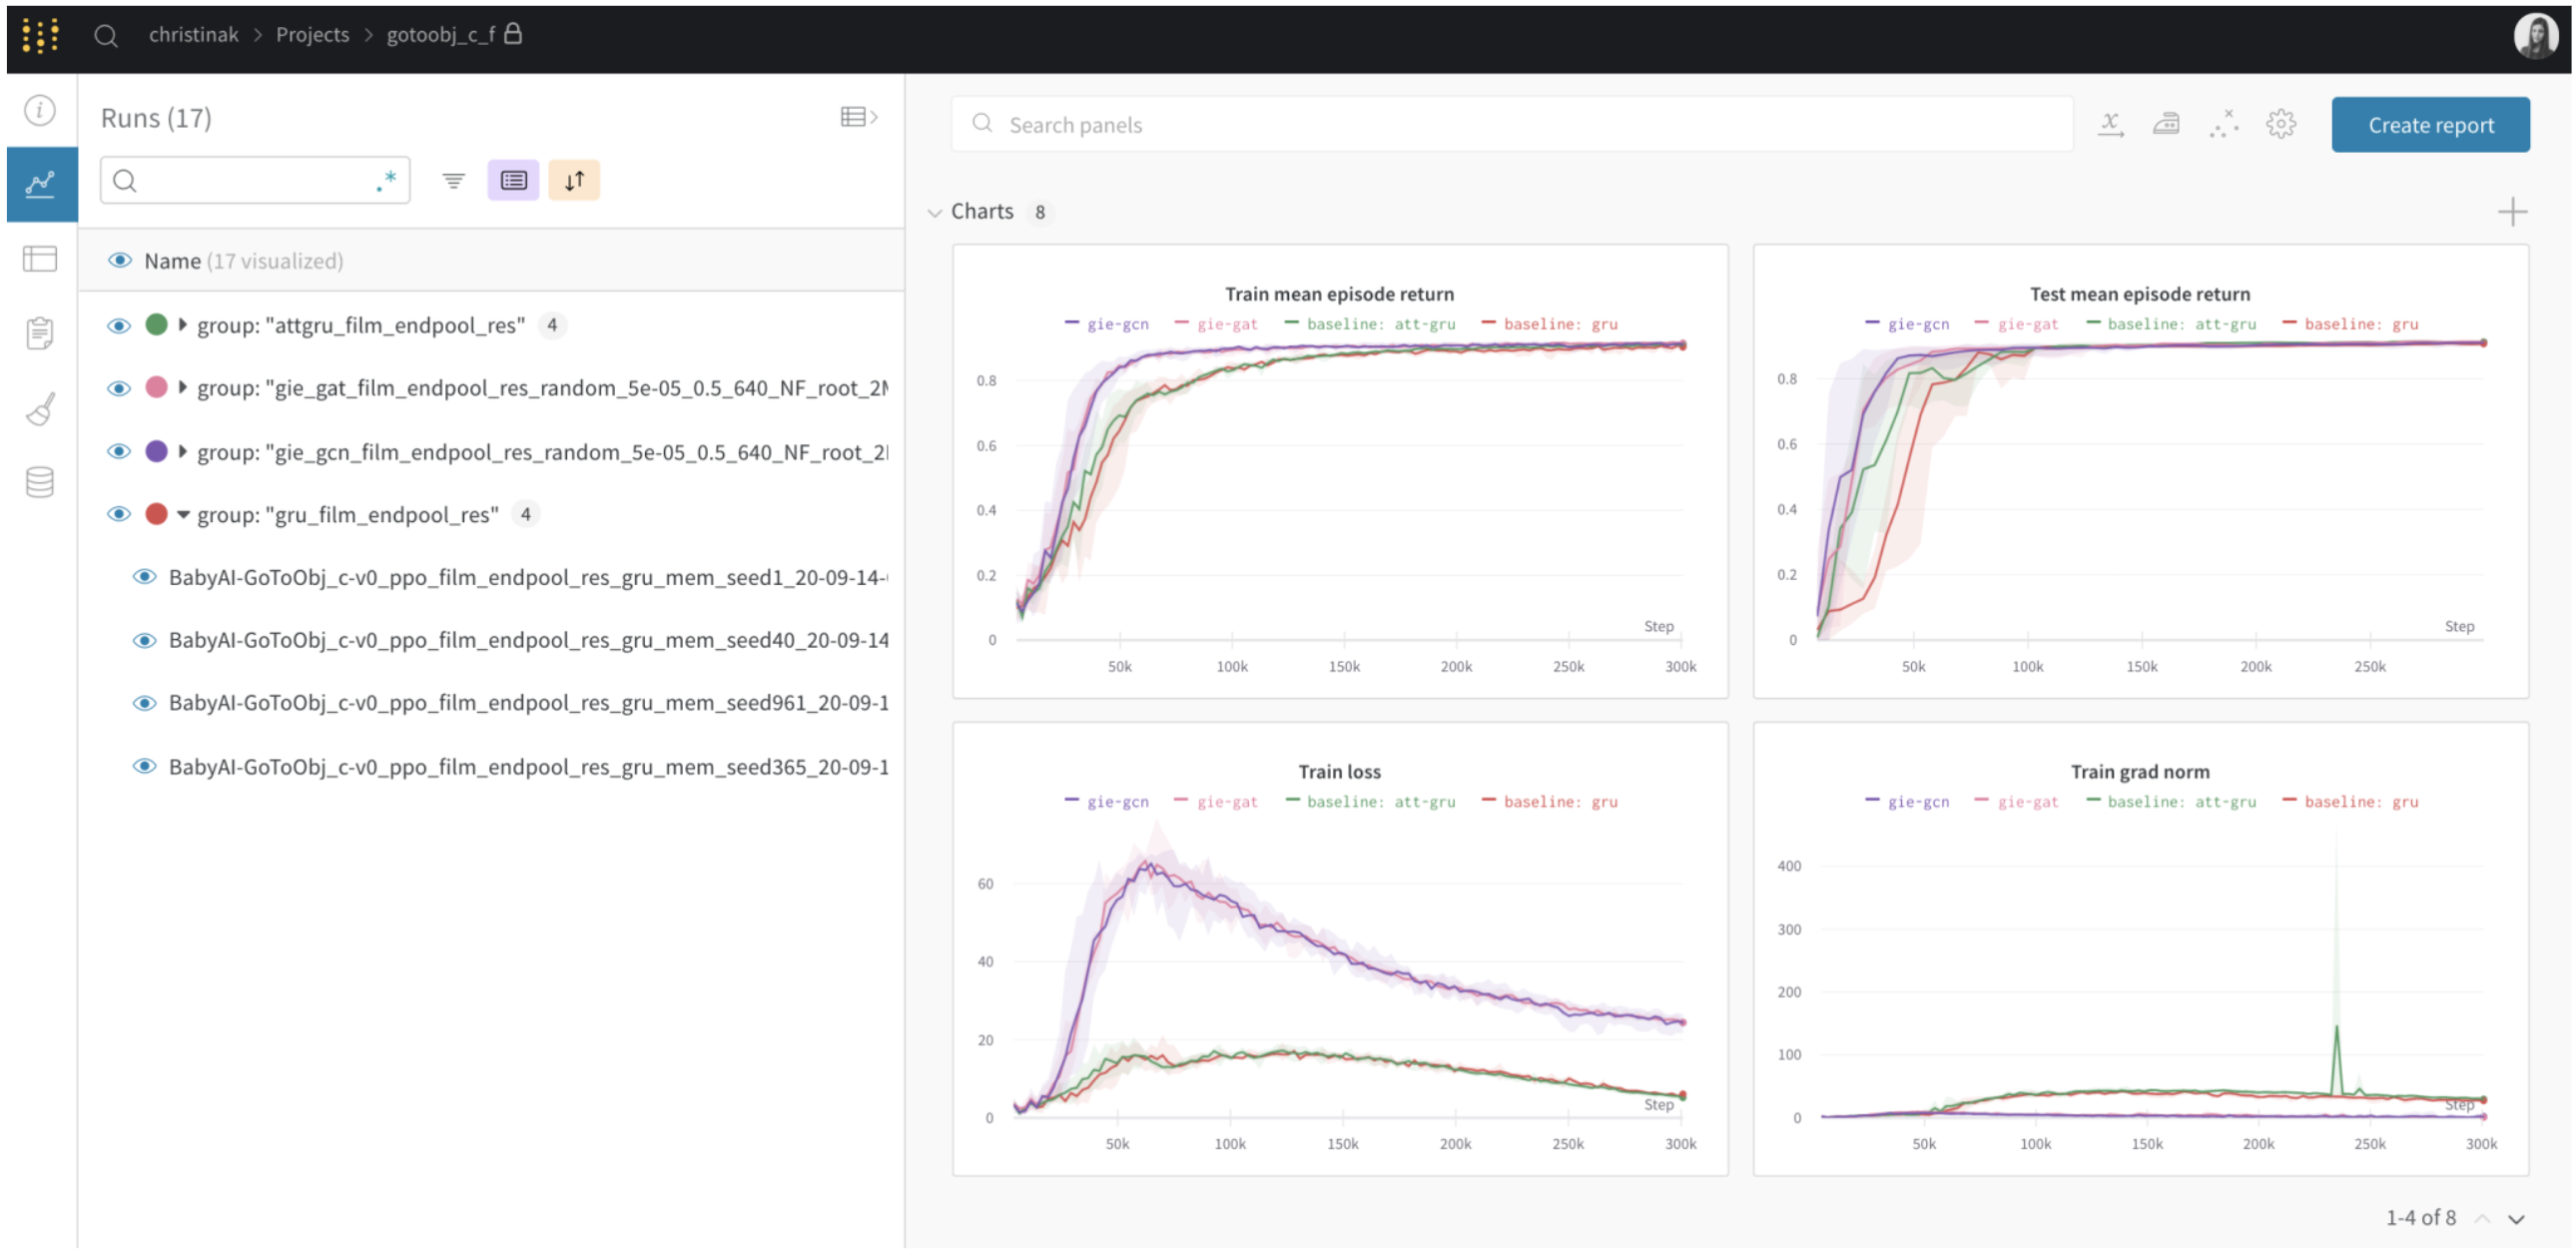 christinak > Projects > gotoobj_c_f
Runs (17)
.*
Name (17 visualized)
group: "attgru_film_endpool_res" 4
group: "gie_gat_film_endpool_res_random_5e-05_0.5_640_NF_root_2
group: "gie_gcn_film_endpool_res_random_5e-05_0.5_640_NF_root_2
group: "gru_film_endpool_res" 4
BabyAI-GoToObj_c-v0_ppo_film_endpool_res_gru_mem_seed1_20-09-14-
BabyAI-GoToObj_c-v0_ppo_film_endpool_res_gru_mem_seed40_20-09-14
BabyAI-GoToObj_c-v0_ppo_film_endpool_res_gru_mem_seed961_20-09-1
BabyAI-GoToObj_c-v0_ppo_film_endpool_res_gru_mem_seed365_20-09-1
Search panels
Create report
Charts 8
Train mean episode return
gie-gcn gie-gat baseline: att-gru baseline: gru
0.8
0.6
0.4
0.2
0
Step
50k 100k 150k 200k 250k 300k
Test mean episode return
gie-gcn gie-gat baseline: att-gru baseline: gru
0.8
0.6
0.4
0.2
0
Step
50k 100k 150k 200k 250k
Train loss
gie-gcn gie-gat baseline: att-gru baseline: gru
60
40
20
0
Step
50k 100k 150k 200k 250k 300k
Train grad norm
gie-gcn gie-gat baseline: att-gru baseline: gru
400
300
200
100
0
Step
50k 100k 150k 200k 250k 300k
1-4 of 8